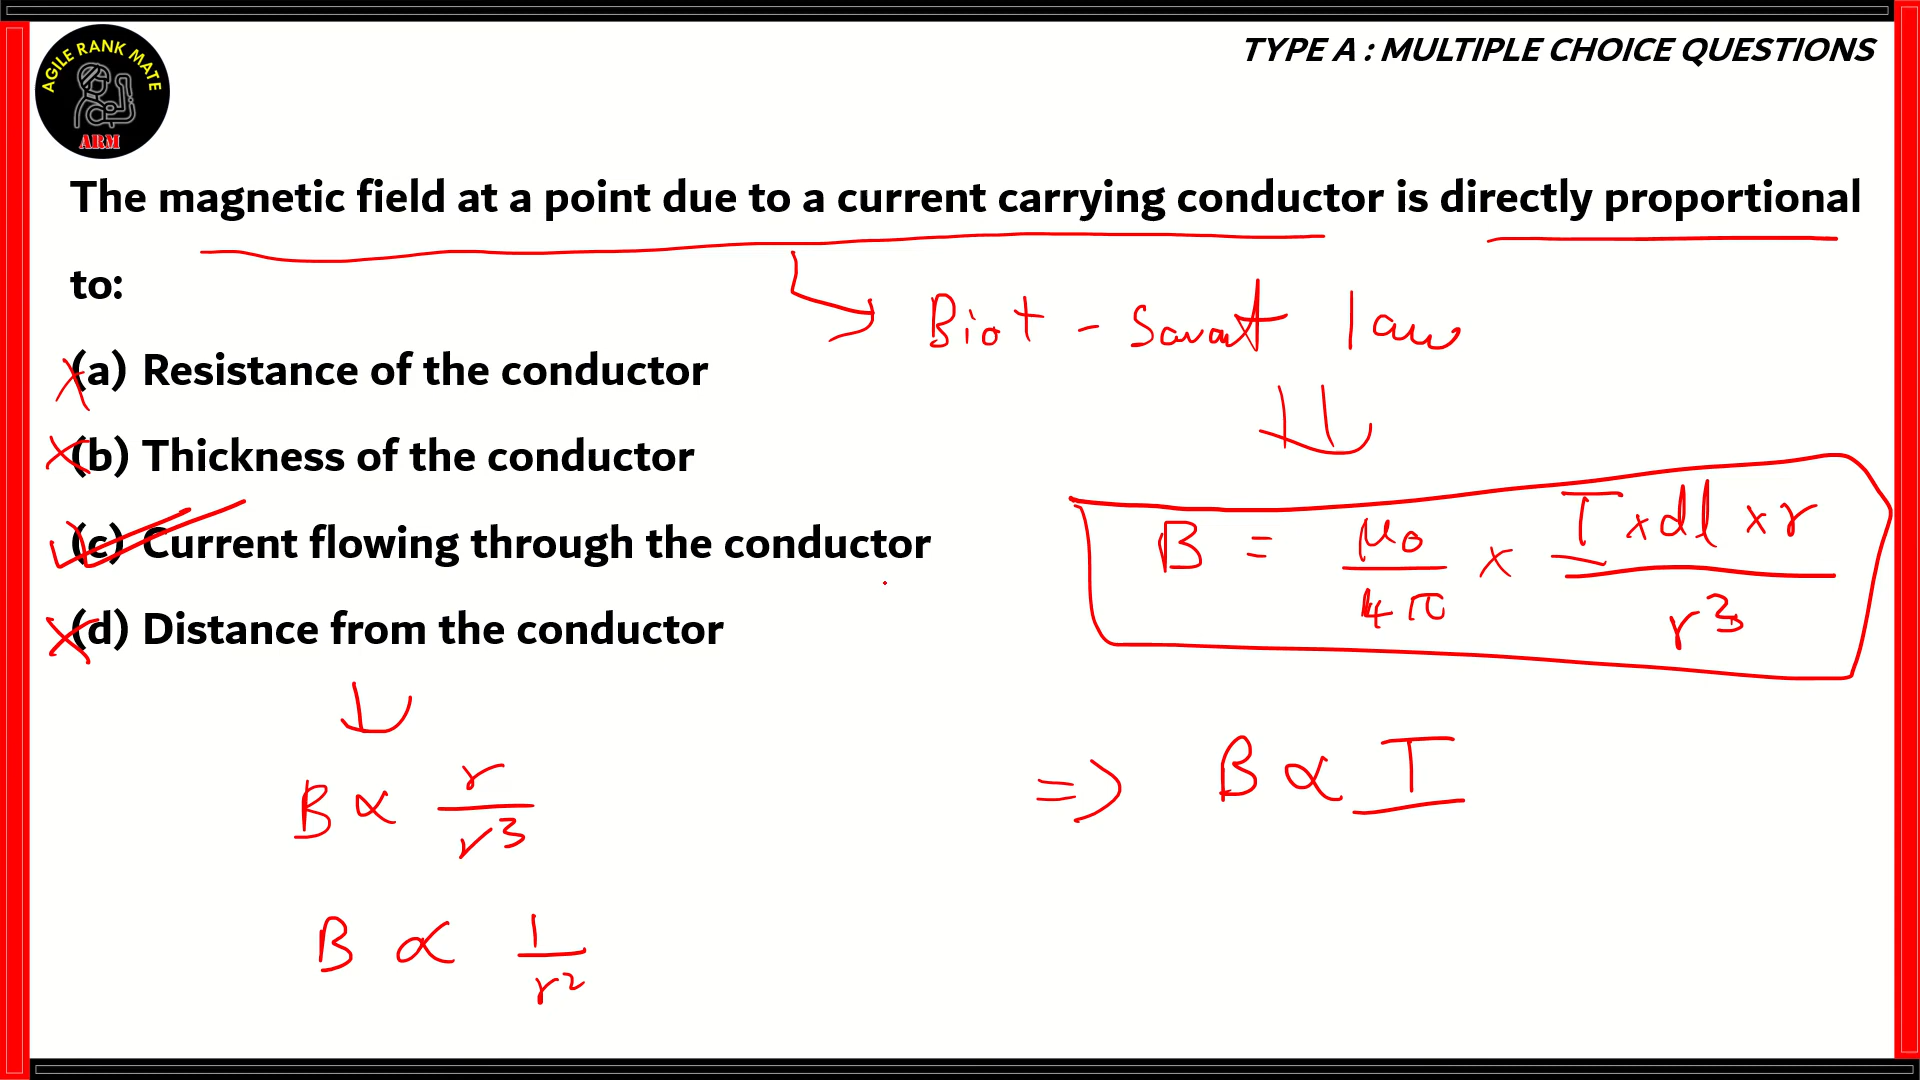 AGILE RANK MATE
ARM
TYPE A : MULTIPLE CHOICE QUESTIONS
The magnetic field at a point due to a current carrying conductor is directly proportional
to:
Biot - Savart law
(a) Resistance of the conductor
(b) Thickness of the conductor
(c) Current flowing through the conductor
(d) Distance from the conductor
B = μ₀/4π × I × dl × r / r³
B ∝ r/r³
⇒ B ∝ I
B ∝ 1/r²